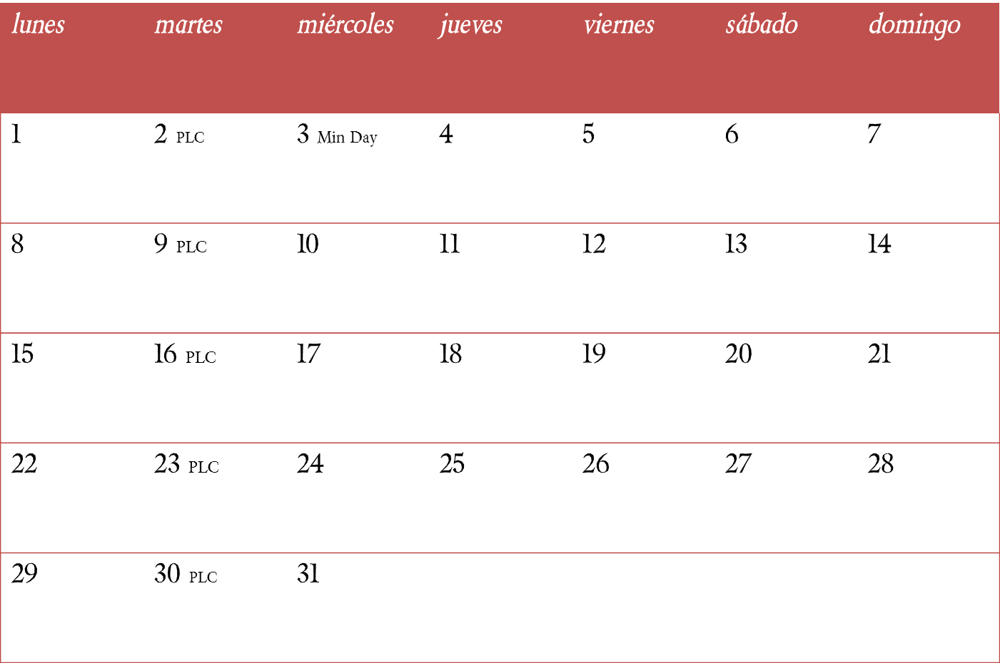 lunes martes miércoles jueves viernes sábado domingo
1 2 PLC 3 Min Day 4 5 6 7
8 9 PLC 10 11 12 13 14
15 16 PLC 17 18 19 20 21
22 23 PLC 24 25 26 27 28
29 30 PLC 31